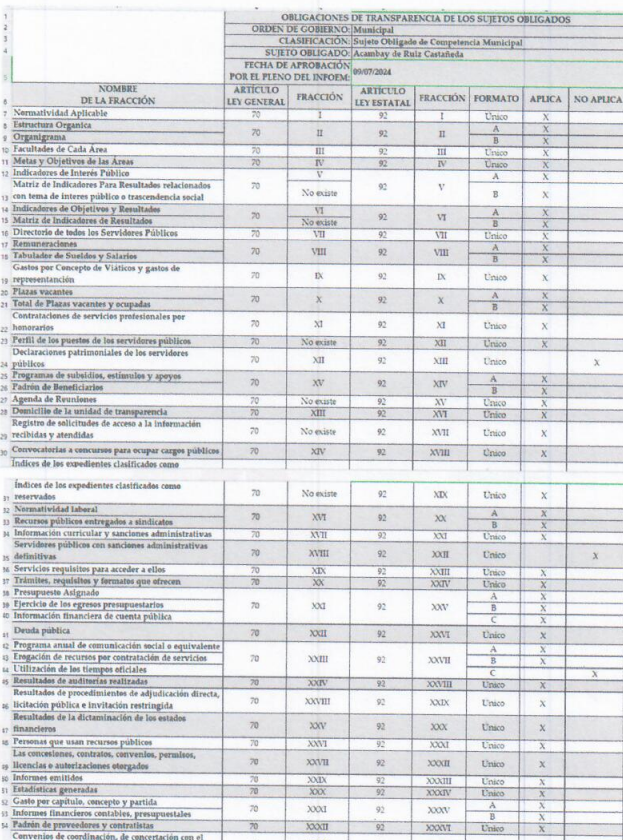 1 OBLIGACIONES DE TRANSPARENCIA DE LOS SUJETOS OBLIGADOS
2 ORDEN DE GOBIERNO: Municipal
3 CLASIFICACIÓN: Sujeto Obligado de Competencia Municipal
4 SUJETO OBLIGADO: Acambay de Ruíz Castañeda
5 FECHA DE APROBACIÓN POR EL PLENO DEL INFOEM: 09/07/2024
6 NOMBRE DE LA FRACCIÓN ARTÍCULO LEY GENERAL FRACCIÓN ARTÍCULO LEY ESTATAL FRACCIÓN FORMATO APLICA NO APLICA
7 Normatividad Aplicable 70 I 92 I Único X
8 Estructura Organica 70 II 92 II A X
9 Organigrama B X
10 Facultades de Cada Área 70 III 92 III Único X
11 Metas y Objetivos de las Áreas 70 IV 92 IV Único X
12 Indicadores de Interés Público 70 V 92 V A X
13 Matriz de Indicadores Para Resultados relacionados con tema de interes público o trascendencia social No existe B X
14 Indicadores de Objetivos y Resultados 70 VI 92 VI A X
15 Matriz de Indicadores de Resultados No existe B X
16 Directorio de todos los Servidores Públicos 70 VII 92 VII Único X
17 Remuneraciones 70 VIII 92 VIII A X
18 Tabulador de Sueldos y Salarios B X
19 Gastos por Concepto de Viáticos y gastos de representanción 70 IX 92 IX Único X
20 Plazas vacantes 70 X 92 X A X
21 Total de Plazas vacantes y ocupadas B X
22 Contrataciones de servicios profesionales por honorarios 70 XI 92 XI Único X
23 Perfil de los puestos de los servidores públicos 70 No existe 92 XII Único X
24 Declaraciones patrimoniales de los servidores públicos 70 XII 92 XIII Único X
25 Programas de subsidios, estímulos y apoyos 70 XV 92 XIV A X
26 Padrón de Beneficiarios B X
27 Agenda de Reuniones 70 No existe 92 XV Único X
28 Domicilio de la unidad de transparencia 70 XIII 92 XVI Único X
29 Registro de solicitudes de acceso a la información recibidas y atendidas 70 No existe 92 XVII Único X
30 Convocatorias a concursos para ocupar cargos públicos 70 XIV 92 XVIII Único X
Índices de los expedientes clasificados como
31 Índices de los expedientes clasificados como reservados 70 No existe 92 XIX Único X
32 Normatividad laboral 70 XVI 92 XX A X
33 Recursos públicos entregados a sindicatos B X
34 Información curricular y sanciones administrativas 70 XVII 92 XXI Único X
35 Servidores públicos con sanciones administrativas definitivas 70 XVIII 92 XXII Único X
36 Servicios requisitos para acceder a ellos 70 XIX 92 XXIII Único X
37 Trámites, requisitos y formatos que ofrecen 70 XX 92 XXIV Único X
38 Presupuesto Asignado 70 XXI 92 XXV A X
39 Ejercicio de los egresos presupuestarios B X
40 Información financiera de cuenta pública C X
41 Deuda pública 70 XXII 92 XXVI Único X
42 Programa anual de comunicación social o equivalente 70 XXIII 92 XXVII A X
43 Erogación de recursos por contratación de servicios B X
44 Utilización de los tiempos oficiales C X
45 Resultados de auditorías realizadas 70 XXIV 92 XXVIII Único X
46 Resultados de procedimientos de adjudicación directa, licitación pública e invitación restringida 70 XXVIII 92 XXIX Único X
47 Resultados de la dictaminación de los estados financieros 70 XXV 92 XXX Único X
48 Personas que usan recursos públicos 70 XXVI 92 XXXI Único X
49 Las concesiones, contratos, convenios, permisos, licencias o autorizaciones otorgados 70 XXVII 92 XXXII Único X
50 Informes emitidos 70 XXIX 92 XXXIII Único X
51 Estadísticas generadas 70 XXX 92 XXXIV Único X
52 Gasto por capítulo, concepto y partida 70 XXXI 92 XXXV A X
53 Informes financieros contables, presupuestales B X
54 Padrón de proveedores y contratistas 70 XXXII 92 XXXVI Único X
Convenios de coordinación, de concertación con el